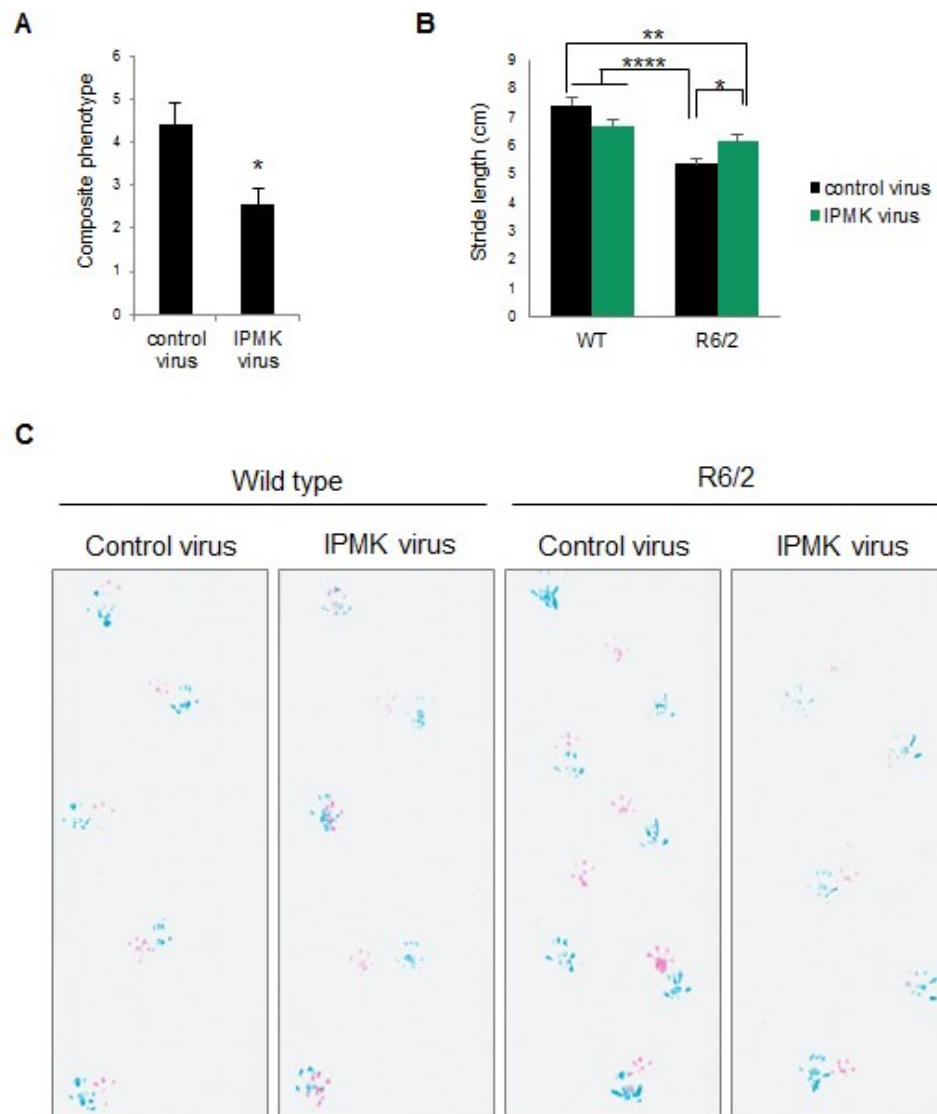 A
Composite phenotype
6
5
4
3
2
1
0
*
control
virus
IPMK
virus
B
Stride length (cm)
9
8
7
6
5
4
3
2
1
0
**
****
*
WT
R6/2
control virus
IPMK virus
C
Wild type
R6/2
Control virus
IPMK virus
Control virus
IPMK virus